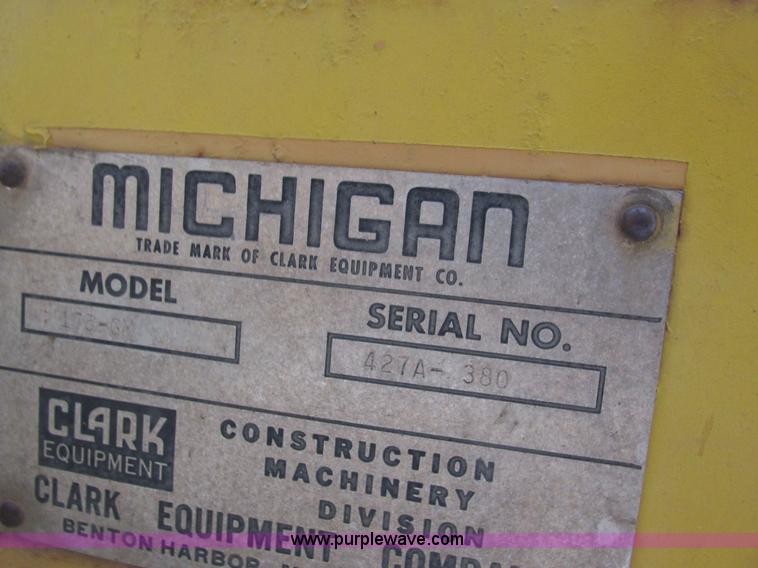 MICHIGAN
TRADE MARK OF CLARK EQUIPMENT CO.
MODEL
SERIAL NO.
427A- 380
CLARK
EQUIPMENT
CONSTRUCTION
MACHINERY
DIVISION
CLARK EQUIPMENT
BENTON HARBOR
www.purplewave.com